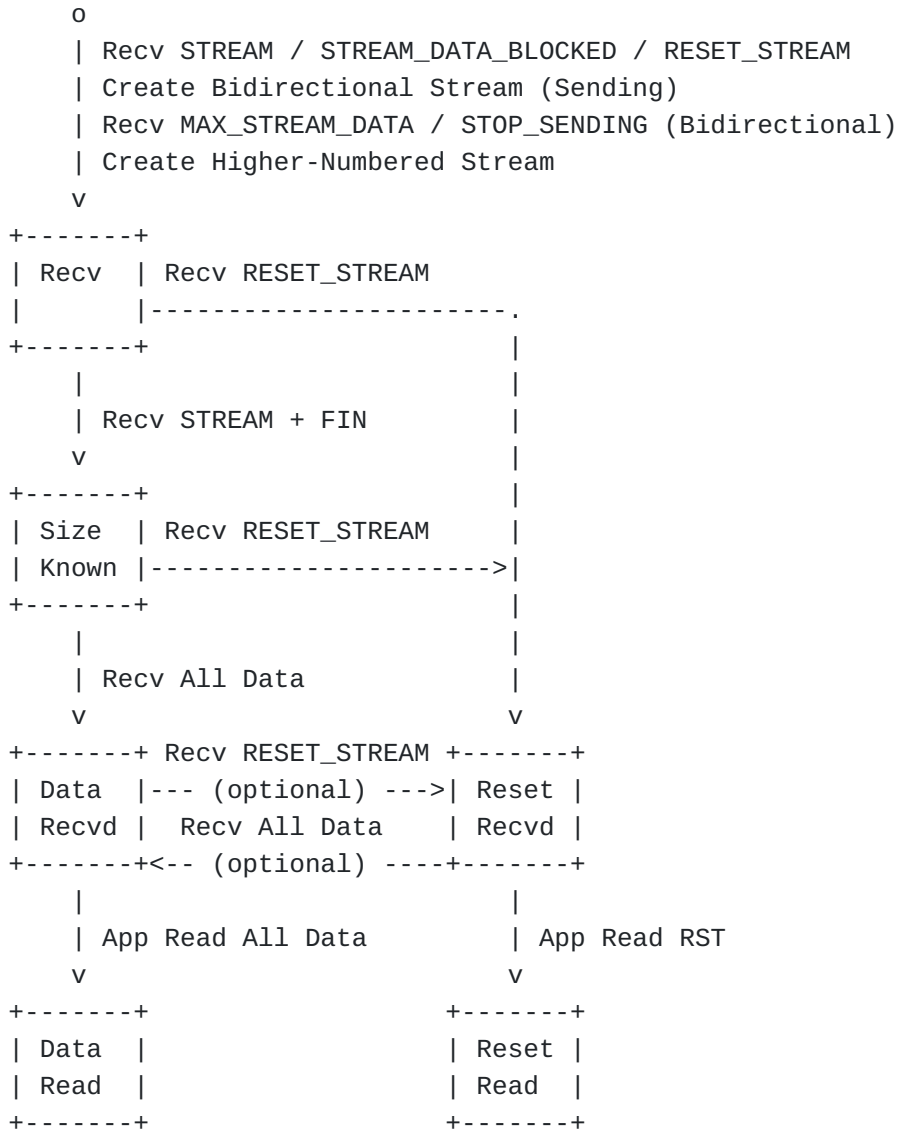 o
| Recv STREAM / STREAM_DATA_BLOCKED / RESET_STREAM
| Create Bidirectional Stream (Sending)
| Recv MAX_STREAM_DATA / STOP_SENDING (Bidirectional)
| Create Higher-Numbered Stream
v
+-------+
| Recv  | Recv RESET_STREAM
|       |-----------------------.
+-------+                       |
    |                           |
    | Recv STREAM + FIN         |
    v                           |
+-------+                       |
| Size  | Recv RESET_STREAM     |
| Known |---------------------->|
+-------+                       |
    |                           |
    | Recv All Data             |
    v                           v
+-------+ Recv RESET_STREAM +-------+
| Data  |--- (optional) --->| Reset |
| Recvd |  Recv All Data    | Recvd |
+-------+<-- (optional) ----+-------+
    |                           |
    | App Read All Data         | App Read RST
    v                           v
+-------+                   +-------+
| Data  |                   | Reset |
| Read  |                   | Read  |
+-------+                   +-------+